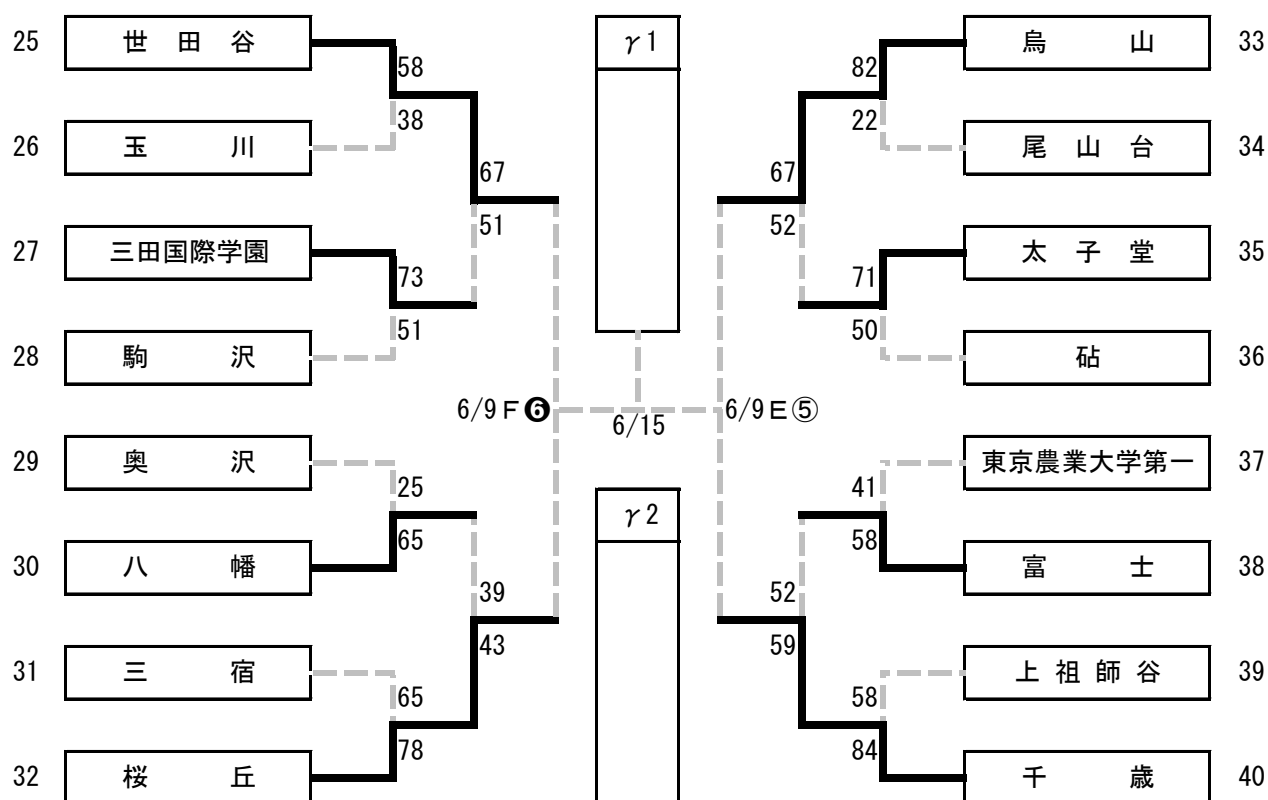 25 世田谷
58
38
26 玉川
67
51
27 三田国際学園
73
51
28 駒沢
6/9 F ❻
29 奥沢
25
65
30 八幡
39
43
31 三宿
65
78
32 桜丘
γ1
6/15
γ2
烏山 33
82
22
尾山台 34
67
52
太子堂 35
71
50
砧 36
6/9 E ⑤
東京農業大学第一 37
41
58
富士 38
52
59
上祖師谷 39
58
84
千歳 40